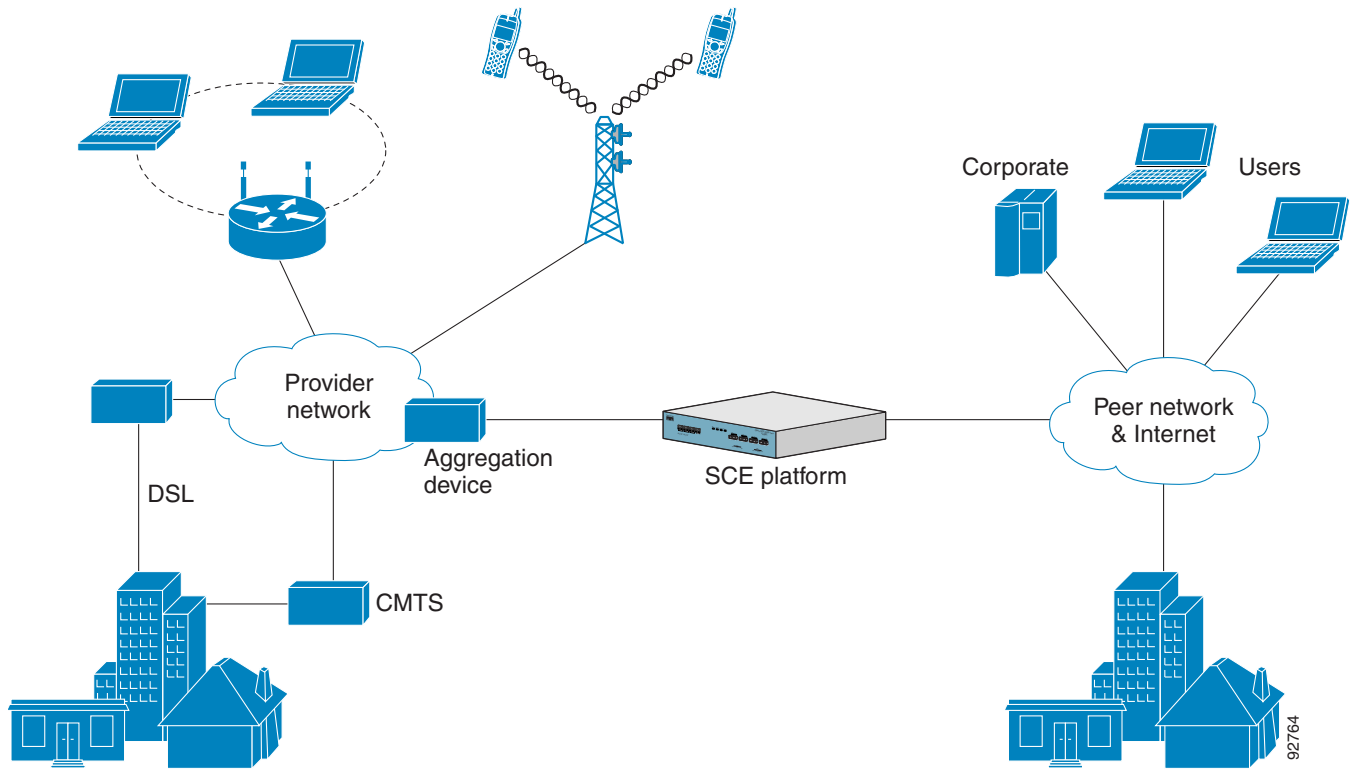 Corporate
Users
Provider
network
Peer network
& Internet
Aggregation
device
SCE platform
DSL
CMTS
92764